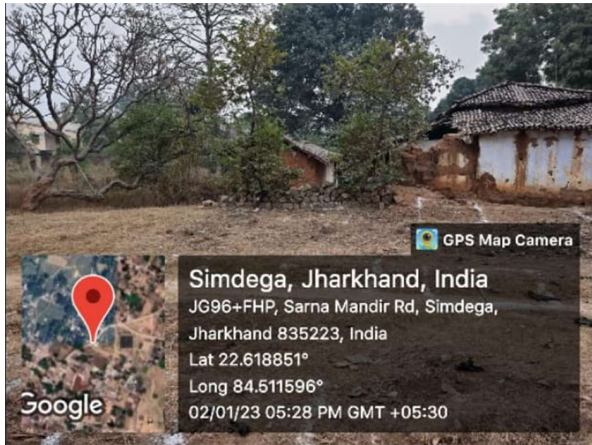 GPS Map Camera
Simdega, Jharkhand, India
JG96+FHP, Sarna Mandir Rd, Simdega,
Jharkhand 835223, India
Lat 22.618851°
Long 84.511596°
02/01/23 05:28 PM GMT +05:30
Google